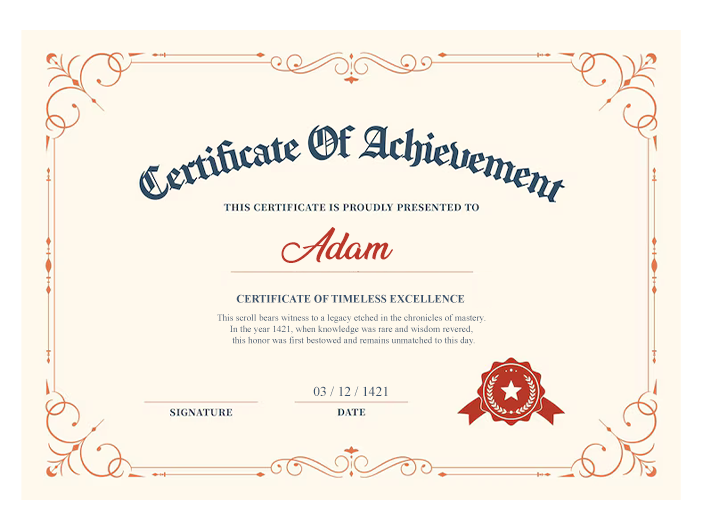 Certificate Of Achievement
THIS CERTIFICATE IS PROUDLY PRESENTED TO
Adam
CERTIFICATE OF TIMELESS EXCELLENCE
This scroll bears witness to a legacy etched in the chronicles of mastery.
In the year 1421, when knowledge was rare and wisdom revered,
this honor was first bestowed and remains unmatched to this day.
03 / 12 / 1421
SIGNATURE
DATE